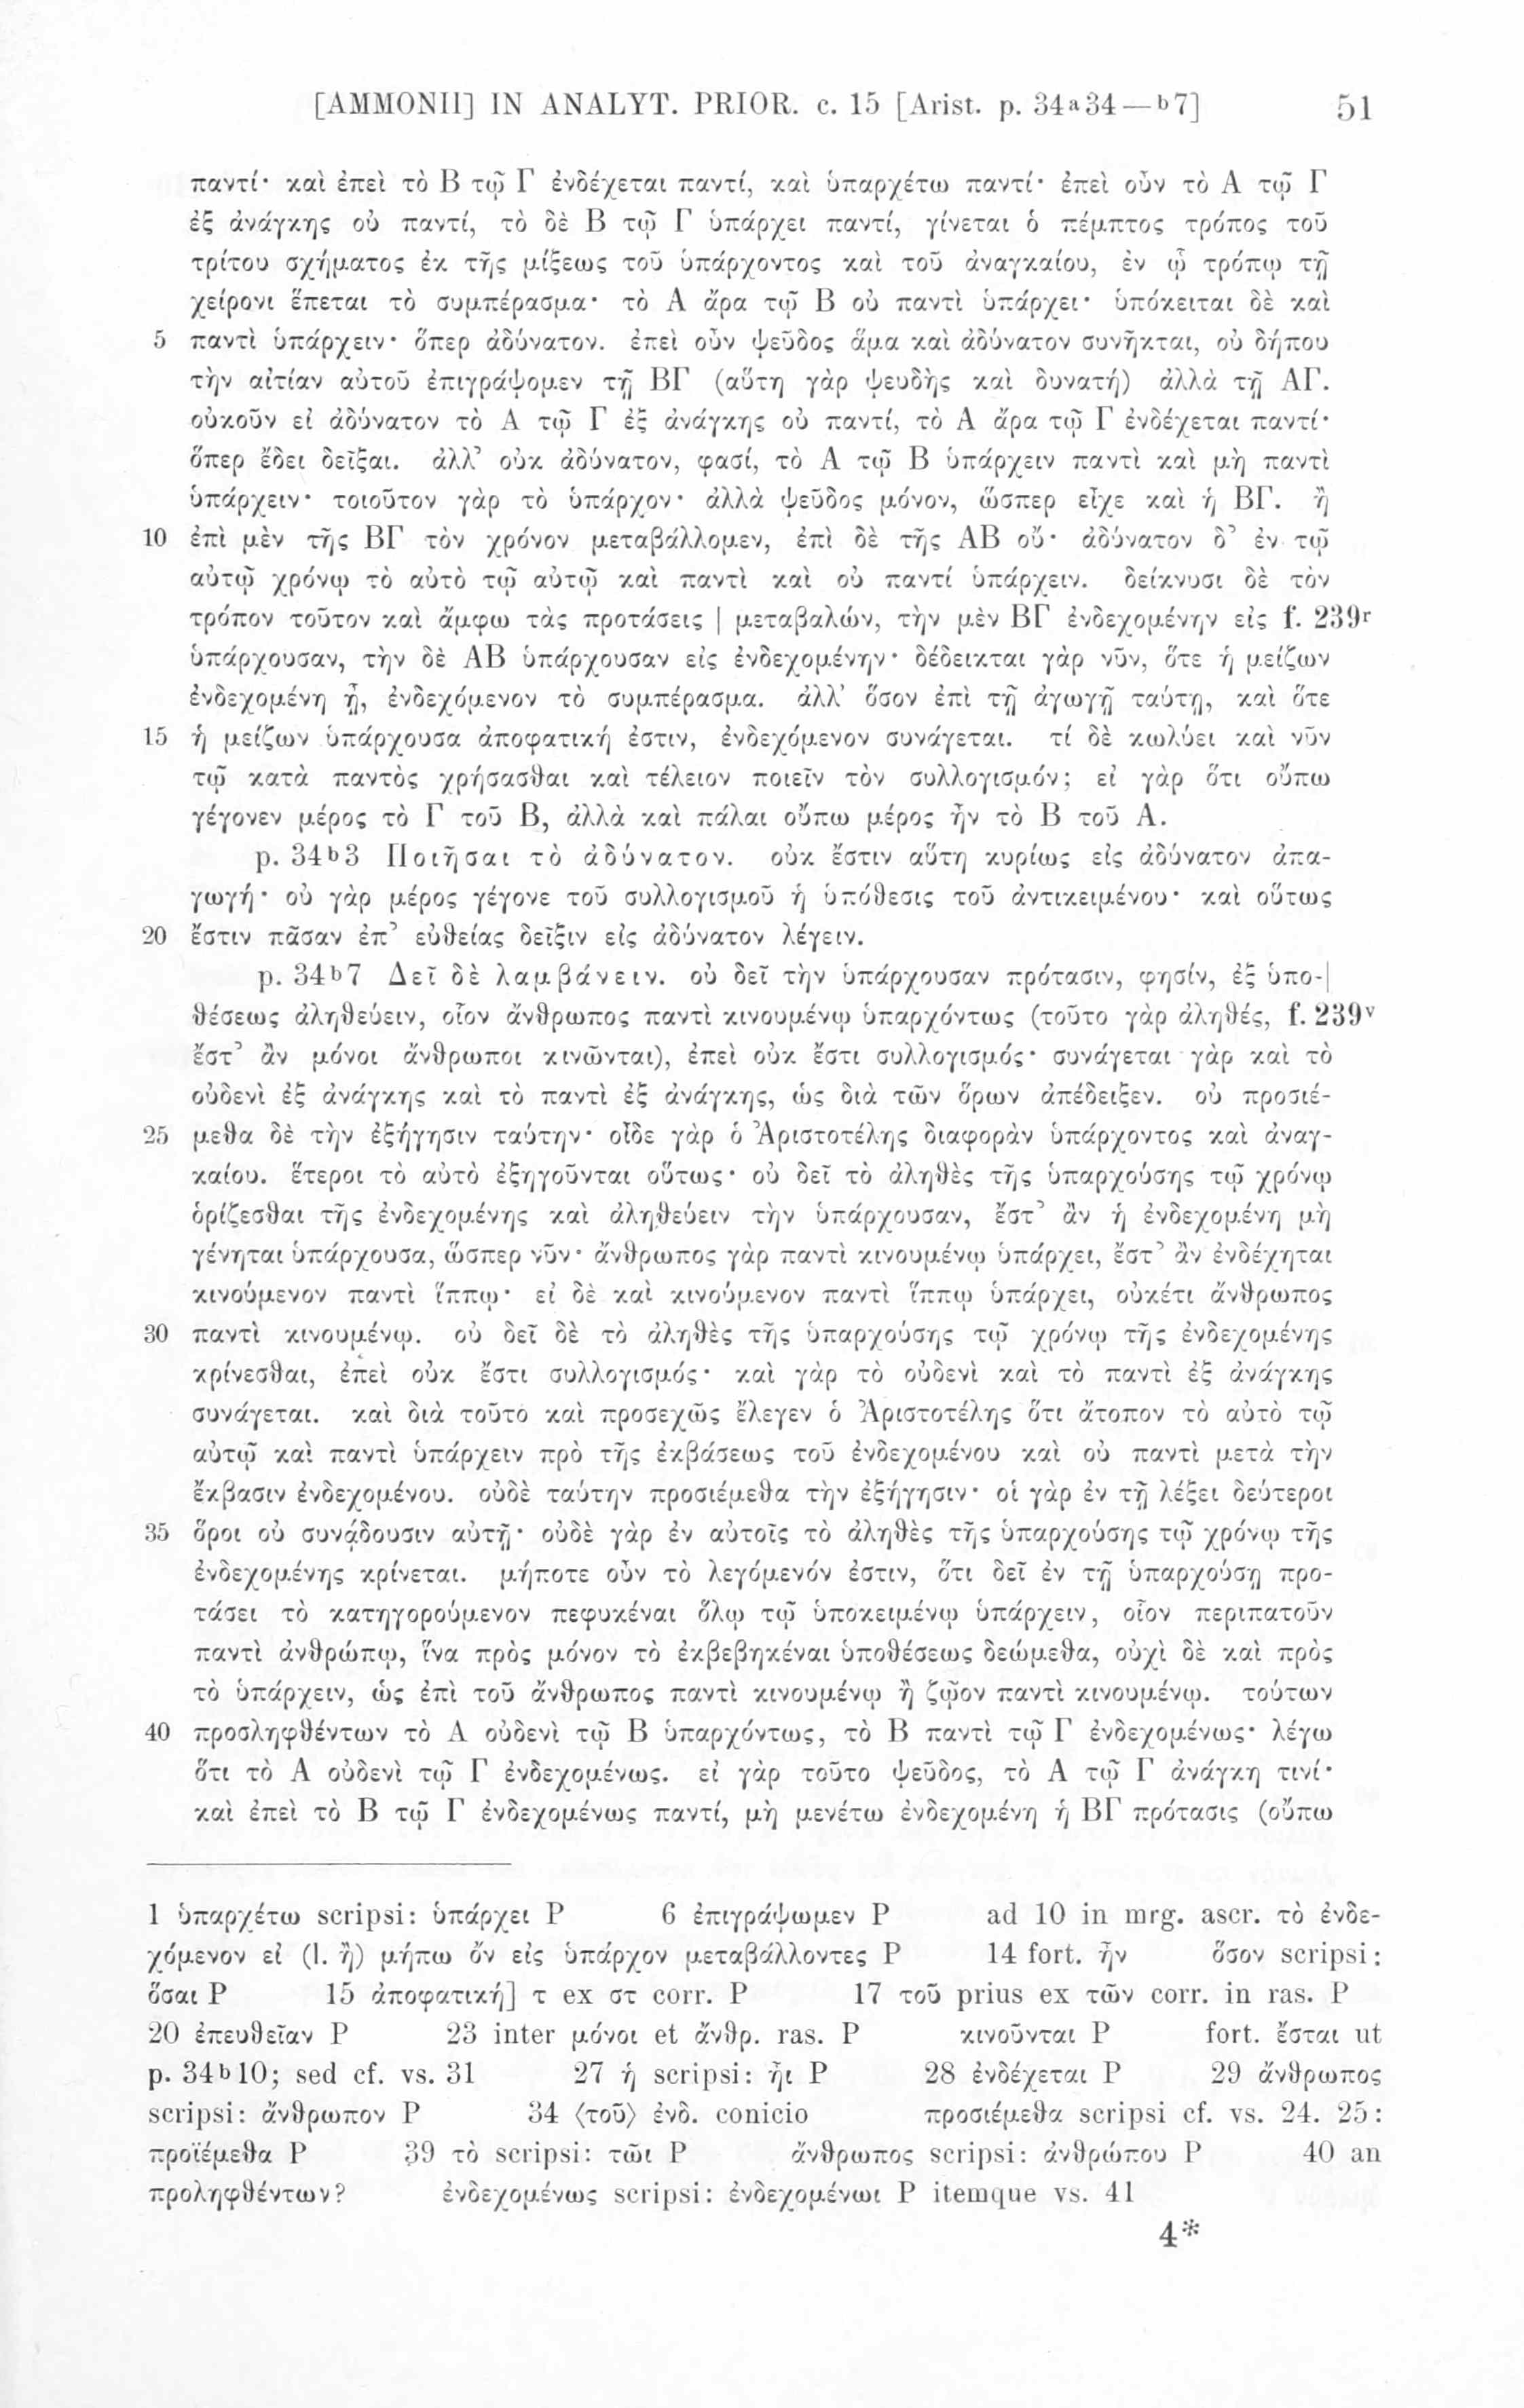 [AMMONII] IN ANALYT. PRIOR. c. 15 [Arist. p. 34a34—b7] 51
παντί· καὶ ἐπεὶ τὸ Β τῷ Γ ἐνδέχεται παντί, καὶ ὑπαρχέτω παντί· ἐπεὶ οὖν τὸ Α τῷ Γ
ἐξ ἀνάγκης οὐ παντί, τὸ δὲ Β τῷ Γ ὑπάρχει παντί, γίνεται ὁ πέμπτος τρόπος τοῦ
τρίτου σχήματος ἐκ τῆς μίξεως τοῦ ὑπάρχοντος καὶ τοῦ ἀναγκαίου, ἐν ᾧ τρόπῳ τῇ
χείρονι ἕπεται τὸ συμπέρασμα· τὸ Α ἄρα τῷ Β οὐ παντὶ ὑπάρχει· ὑπόκειται δὲ καὶ
5 παντὶ ὑπάρχειν· ὅπερ ἀδύνατον. ἐπεὶ οὖν ψεῦδος ἅμα καὶ ἀδύνατον συνῆκται, οὐ δήπου
τὴν αἰτίαν αὐτοῦ ἐπιγράψομεν τῇ ΒΓ (αὕτη γὰρ ψευδὴς καὶ δυνατή) ἀλλὰ τῇ ΑΓ.
οὐκοῦν εἰ ἀδύνατον τὸ Α τῷ Γ ἐξ ἀνάγκης οὐ παντί, τὸ Α ἄρα τῷ Γ ἐνδέχεται παντί·
ὅπερ ἔδει δεῖξαι. ἀλλ’ οὐκ ἀδύνατον, φασί, τὸ Α τῷ Β ὑπάρχειν παντὶ καὶ μὴ παντὶ
ὑπάρχειν· τοιοῦτον γὰρ τὸ ὑπάρχον· ἀλλὰ ψεῦδος μόνον, ὥσπερ εἶχε καὶ ἡ ΒΓ. ἢ
10 ἐπὶ μὲν τῆς ΒΓ τὸν χρόνον μεταβάλλομεν, ἐπὶ δὲ τῆς ΑΒ οὔ· ἀδύνατον δ’ ἐν τῷ
αὐτῷ χρόνῳ τὸ αὐτὸ τῷ αὐτῷ καὶ παντὶ καὶ οὐ παντί ὑπάρχειν. δείκνυσι δὲ τὸν
τρόπον τοῦτον καὶ ἄμφω τὰς προτάσεις | μεταβαλών, τὴν μὲν ΒΓ ἐνδεχομένην εἰς f. 239r
ὑπάρχουσαν, τὴν δὲ ΑΒ ὑπάρχουσαν εἰς ἐνδεχομένην· δέδεικται γὰρ νῦν, ὅτε ἡ μείζων
ἐνδεχομένη ᾖ, ἐνδεχόμενον τὸ συμπέρασμα. ἀλλ’ ὅσον ἐπὶ τῇ ἀγωγῇ ταύτῃ, καὶ ὅτε
15 ἡ μείζων ὑπάρχουσα ἀποφατική ἐστιν, ἐνδεχόμενον συνάγεται. τί δὲ κωλύει καὶ νῦν
τῷ κατὰ παντὸς χρήσασθαι καὶ τέλειον ποιεῖν τὸν συλλογισμόν; εἰ γὰρ ὅτι οὔπω
γέγονεν μέρος τὸ Γ τοῦ Β, ἀλλὰ καὶ πάλαι οὔπω μέρος ἦν τὸ Β τοῦ Α.
p. 34b3 Ποιῆσαι τὸ ἀδύνατον. οὐκ ἔστιν αὕτη κυρίως εἰς ἀδύνατον ἀπα-
γωγή· οὐ γὰρ μέρος γέγονε τοῦ συλλογισμοῦ ἡ ὑπόθεσις τοῦ ἀντικειμένου· καὶ οὕτως
20 ἔστιν πᾶσαν ἐπ’ εὐθείας δεῖξιν εἰς ἀδύνατον λέγειν.
p. 34b7 Δεῖ δὲ λαμβάνειν. οὐ δεῖ τὴν ὑπάρχουσαν πρότασιν, φησίν, ἐξ ὑπο-|
θέσεως ἀληθεύειν, οἷον ἄνθρωπος παντὶ κινουμένῳ ὑπαρχόντως (τοῦτο γὰρ ἀληθές, f. 239v
ἔστ’ ἂν μόνοι ἄνθρωποι κινῶνται), ἐπεὶ οὐκ ἔστι συλλογισμός· συνάγεται γὰρ καὶ τὸ
οὐδενὶ ἐξ ἀνάγκης καὶ τὸ παντὶ ἐξ ἀνάγκης, ὡς διὰ τῶν ὅρων ἀπέδειξεν. οὐ προσιέ-
25 μεθα δὲ τὴν ἐξήγησιν ταύτην· οἶδε γὰρ ὁ Ἀριστοτέλης διαφορὰν ὑπάρχοντος καὶ ἀναγ-
καίου. ἕτεροι τὸ αὐτὸ ἐξηγοῦνται οὕτως· οὐ δεῖ τὸ ἀληθὲς τῆς ὑπαρχούσης τῷ χρόνῳ
ὁρίζεσθαι τῆς ἐνδεχομένης καὶ ἀληθεύειν τὴν ὑπάρχουσαν, ἔστ’ ἂν ἡ ἐνδεχομένη μὴ
γένηται ὑπάρχουσα, ὥσπερ νῦν· ἄνθρωπος γὰρ παντὶ κινουμένῳ ὑπάρχει, ἔστ’ ἂν ἐνδέχηται
κινούμενον παντὶ ἵππῳ· εἰ δὲ καὶ κινούμενον παντὶ ἵππῳ ὑπάρχει, οὐκέτι ἄνθρωπος
30 παντὶ κινουμένῳ. οὐ δεῖ δὲ τὸ ἀληθὲς τῆς ὑπαρχούσης τῷ χρόνῳ τῆς ἐνδεχομένης
κρίνεσθαι, ἐπεὶ οὐκ ἔστι συλλογισμός· καὶ γὰρ τὸ οὐδενὶ καὶ τὸ παντὶ ἐξ ἀνάγκης
συνάγεται. καὶ διὰ τοῦτο καὶ προσεχῶς ἔλεγεν ὁ Ἀριστοτέλης ὅτι ἄτοπον τὸ αὐτὸ τῷ
αὐτῷ καὶ παντὶ ὑπάρχειν πρὸ τῆς ἐκβάσεως τοῦ ἐνδεχομένου καὶ οὐ παντὶ μετὰ τὴν
ἔκβασιν ἐνδεχομένου. οὐδὲ ταύτην προσιέμεθα τὴν ἐξήγησιν· οἱ γὰρ ἐν τῇ λέξει δεύτεροι
35 ὅροι οὐ συνᾴδουσιν αὐτῇ· οὐδὲ γὰρ ἐν αὐτοῖς τὸ ἀληθὲς τῆς ὑπαρχούσης τῷ χρόνῳ τῆς
ἐνδεχομένης κρίνεται. μήποτε οὖν τὸ λεγόμενόν ἐστιν, ὅτι δεῖ ἐν τῇ ὑπαρχούσῃ προ-
τάσει τὸ κατηγορούμενον πεφυκέναι ὅλῳ τῷ ὑποκειμένῳ ὑπάρχειν, οἷον περιπατοῦν
παντὶ ἀνθρώπῳ, ἵνα πρὸς μόνον τὸ ἐκβεβηκέναι ὑποθέσεως δεώμεθα, οὐχὶ δὲ καὶ πρὸς
τὸ ὑπάρχειν, ὡς ἐπὶ τοῦ ἄνθρωπος παντὶ κινουμένῳ ἢ ζῷον παντὶ κινουμένῳ. τούτων
40 προσληφθέντων τὸ Α οὐδενὶ τῷ Β ὑπαρχόντως, τὸ Β παντὶ τῷ Γ ἐνδεχομένως· λέγω
ὅτι τὸ Α οὐδενὶ τῷ Γ ἐνδεχομένως. εἰ γὰρ τοῦτο ψεῦδος, τὸ Α τῷ Γ ἀνάγκη τινί·
καὶ ἐπεὶ τὸ Β τῷ Γ ἐνδεχομένως παντί, μὴ μενέτω ἐνδεχομένη ἡ ΒΓ πρότασις (οὔπω
1 ὑπαρχέτω scripsi: ὑπάρχει P 6 ἐπιγράψωμεν P ad 10 in mrg. ascr. τὸ ἐνδε-
χόμενον εἰ (l. ἢ) μήπω ὂν εἰς ὑπάρχον μεταβάλλοντες P 14 fort. ἦν ὅσον scripsi:
ὅσαι P 15 ἀποφατική] τ ex στ corr. P 17 τοῦ prius ex τῶν corr. in ras. P
20 ἐπευθεῖαν P 23 inter μόνοι et ἄνθρ. ras. P κινοῦνται P fort. ἔσται ut
p. 34b10; sed cf. vs. 31 27 ἡ scripsi: ἦι P 28 ἐνδέχεται P 29 ἄνθρωπος
scripsi: ἄνθρωπον P 34 ⟨τοῦ⟩ ἐνδ. conicio προσιέμεθα scripsi cf. vs. 24. 25:
προϊέμεθα P 39 τὸ scripsi: τῶι P ἄνθρωπος scripsi: ἀνθρώπου P 40 an
προληφθέντων? ἐνδεχομένως scripsi: ἐνδεχομένωι P itemque vs. 41
4*